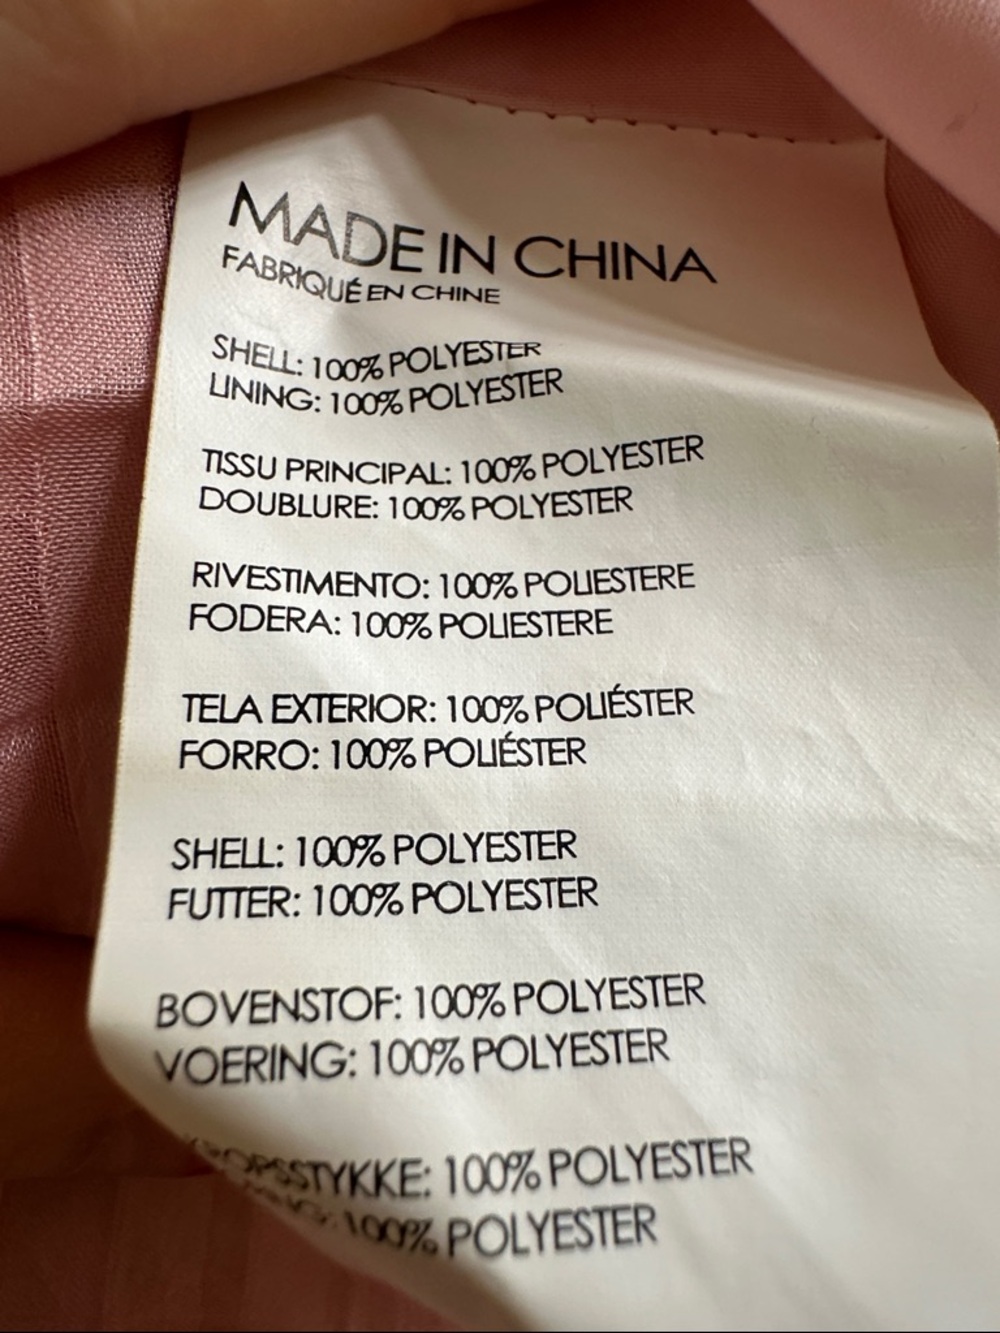 MADE IN CHINA
FABRIQUÉ EN CHINE
SHELL: 100% POLYESTER
LINING: 100% POLYESTER
TISSU PRINCIPAL: 100% POLYESTER
DOUBLURE: 100% POLYESTER
RIVESTIMENTO: 100% POLIESTERE
FODERA: 100% POLIESTERE
TELA EXTERIOR: 100% POLIÉSTER
FORRO: 100% POLIÉSTER
SHELL: 100% POLYESTER
FUTTER: 100% POLYESTER
BOVENSTOF: 100% POLYESTER
VOERING: 100% POLYESTER
100% POLYESTER
100% POLYESTER